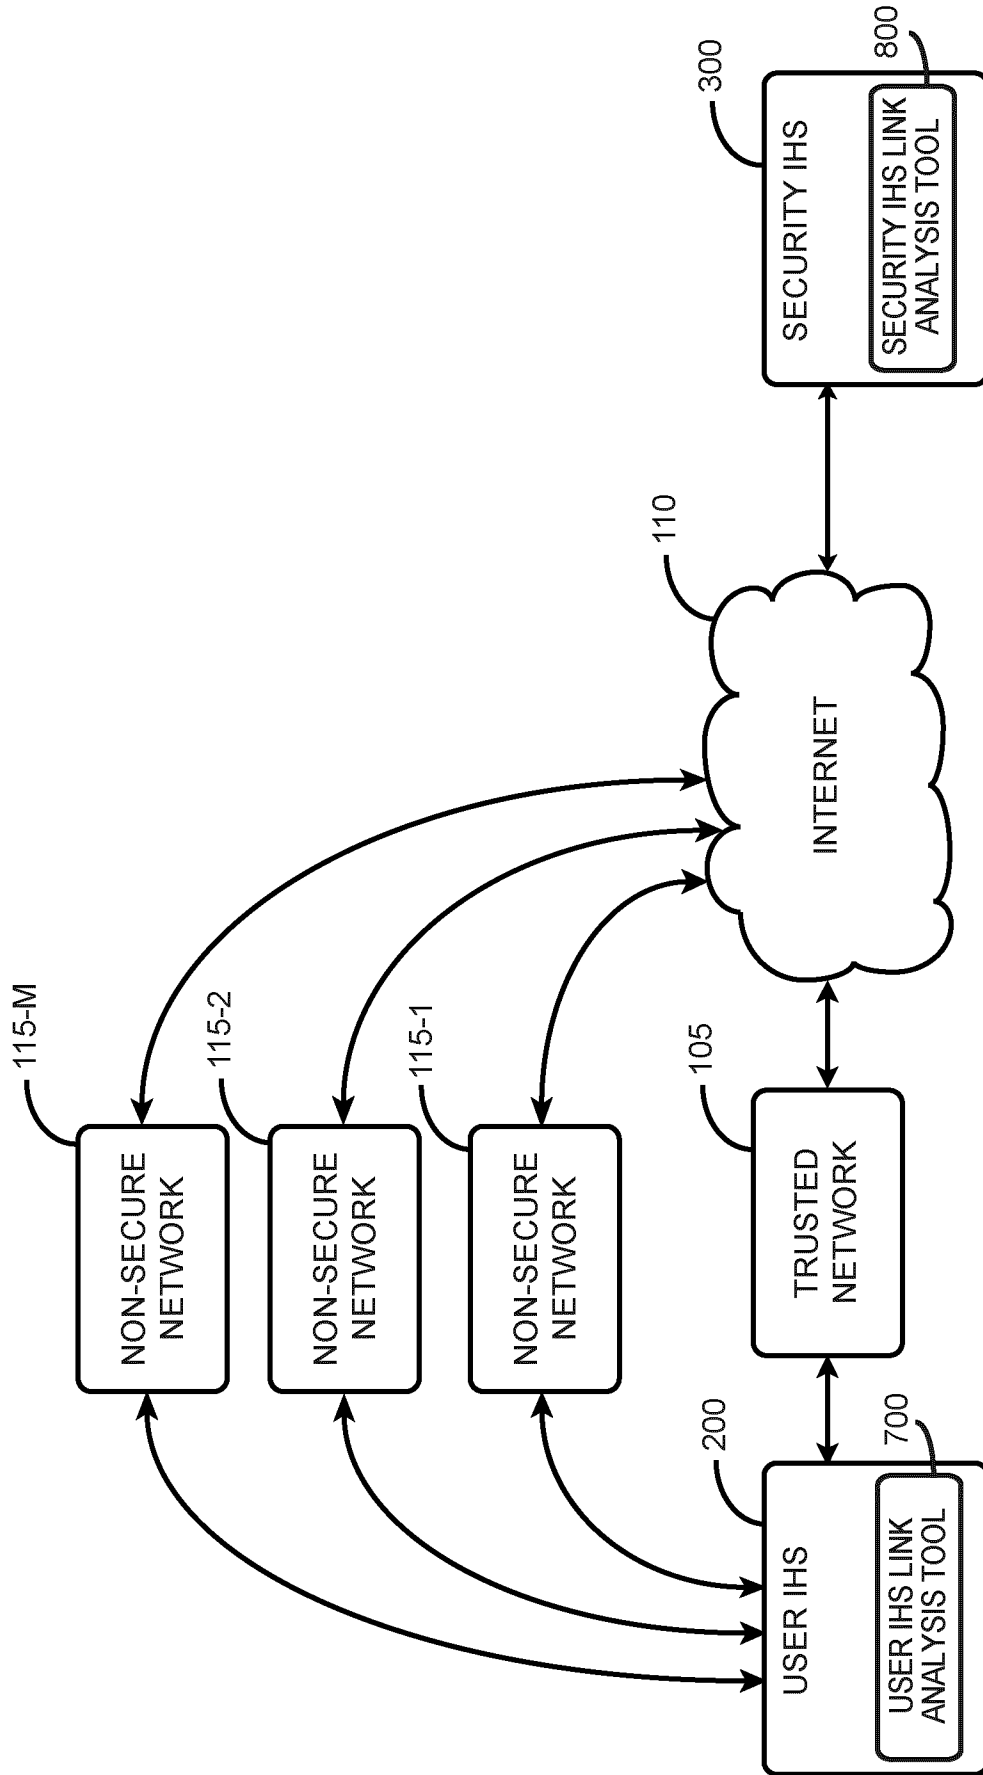 115-M
NON-SECURE
NETWORK
115-2
NON-SECURE
NETWORK
115-1
NON-SECURE
NETWORK
200
USER IHS
700
USER IHS LINK
ANALYSIS TOOL
105
TRUSTED
NETWORK
110
INTERNET
300
SECURITY IHS
800
SECURITY IHS LINK
ANALYSIS TOOL